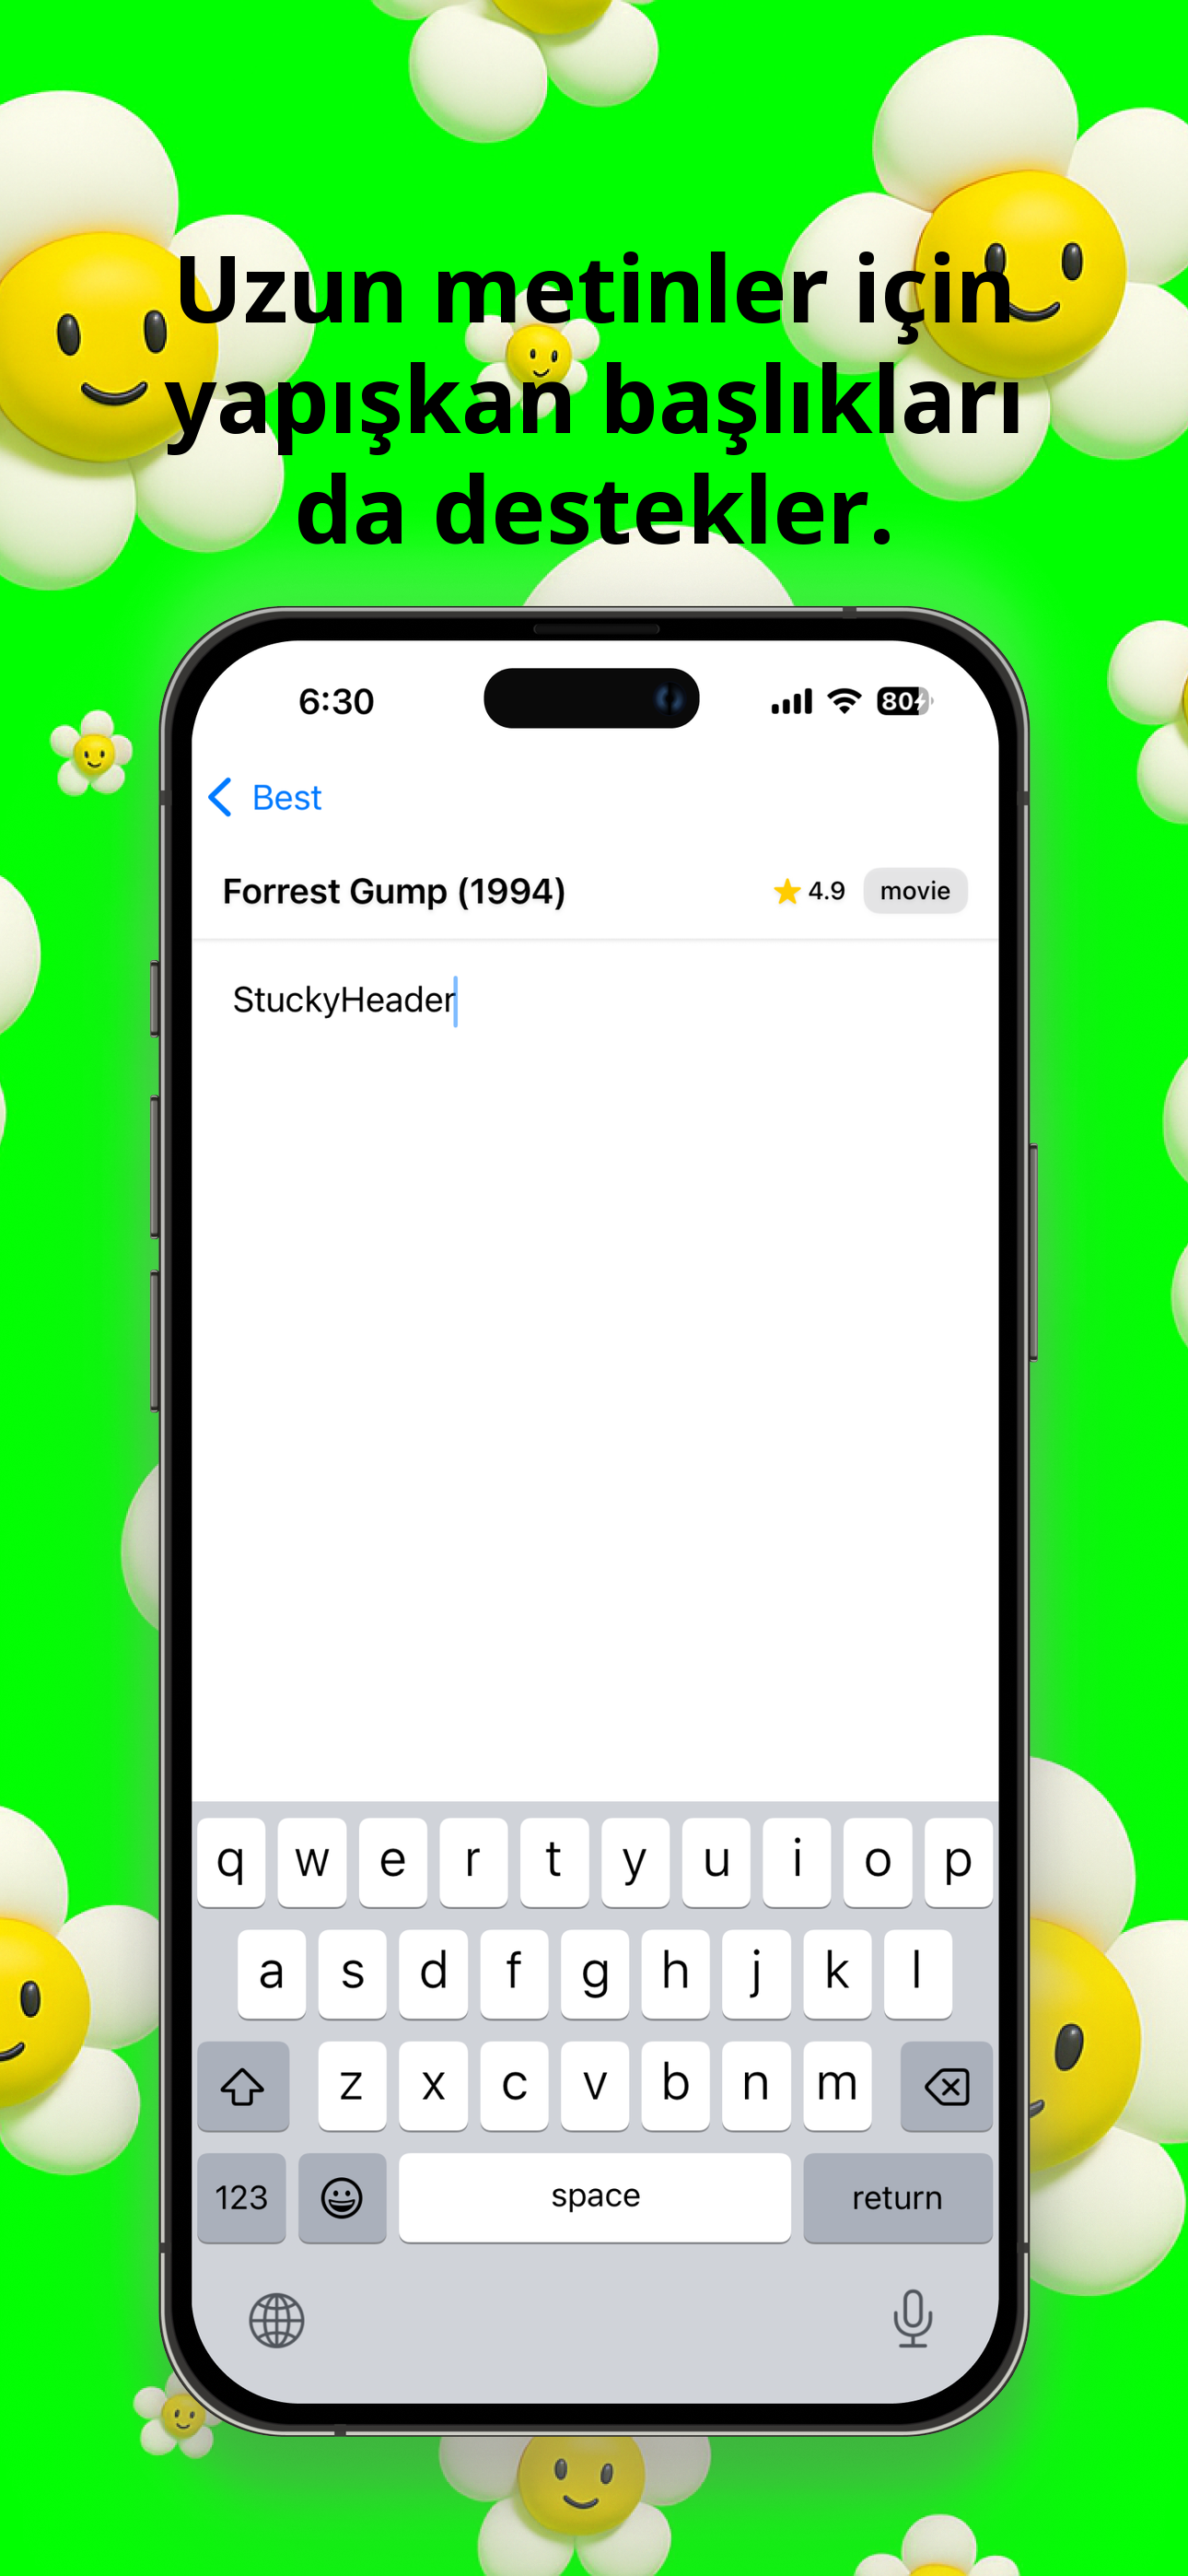 Uzun metinler için
yapışkan başlıkları
da destekler.
6:30
80
Best
Forrest Gump (1994) 4.9 movie
StuckyHeader
q w e r t y u i o p
a s d f g h j k l
z x c v b n m
123 space return